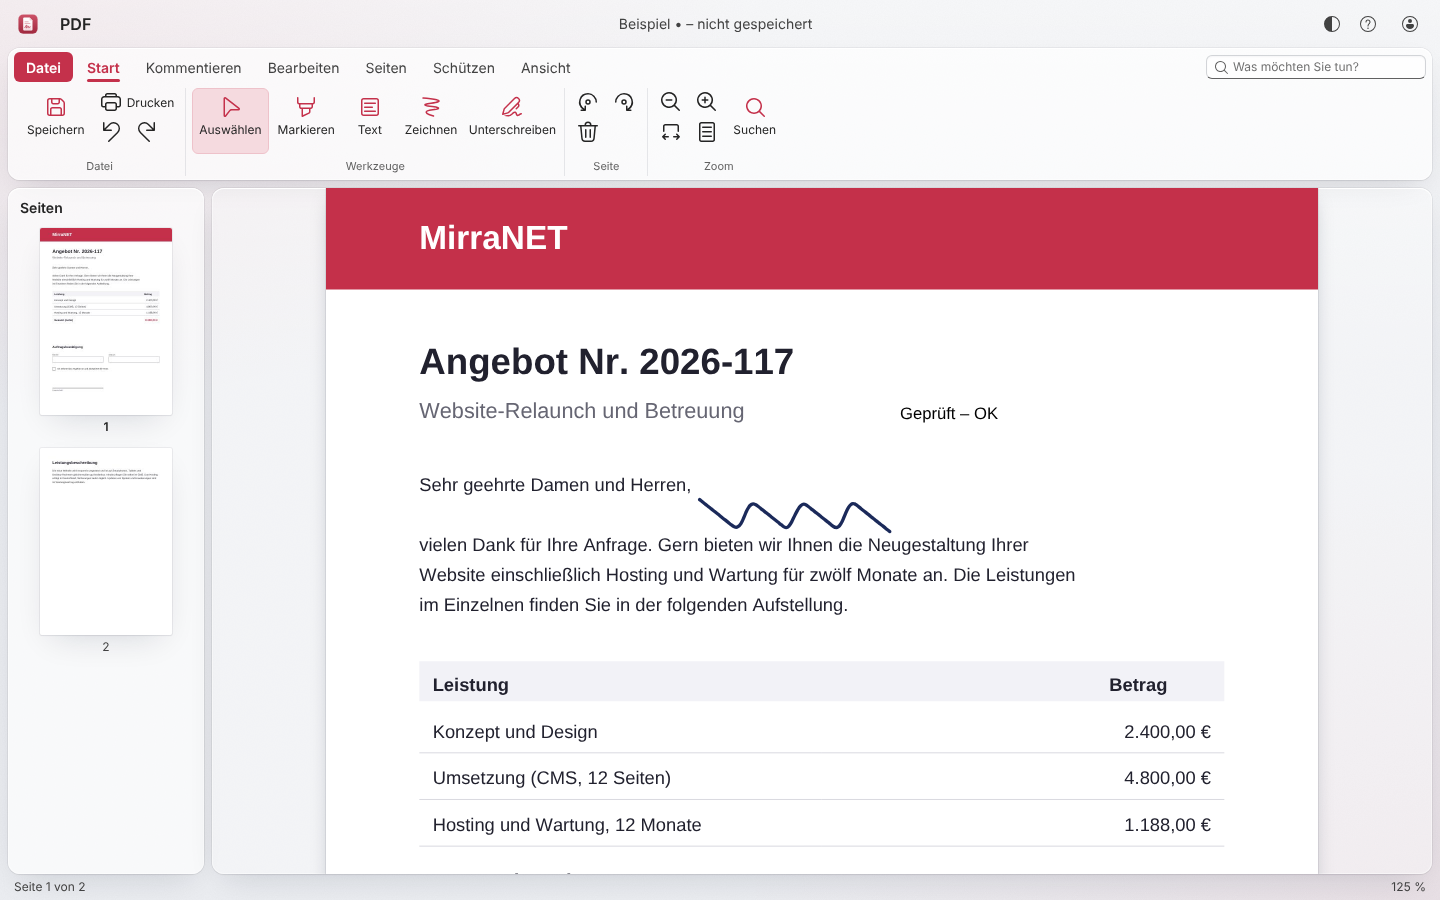 PDF
Beispiel • – nicht gespeichert
Datei Start Kommentieren Bearbeiten Seiten Schützen Ansicht
Was möchten Sie tun?
Speichern Drucken
Auswählen Markieren Text Zeichnen Unterschreiben
Suchen
Datei Werkzeuge Seite Zoom
Seiten
1
2
MirraNET
Angebot Nr. 2026-117
Website-Relaunch und Betreuung
Geprüft – OK
Sehr geehrte Damen und Herren,
vielen Dank für Ihre Anfrage. Gern bieten wir Ihnen die Neugestaltung Ihrer
Website einschließlich Hosting und Wartung für zwölf Monate an. Die Leistungen
im Einzelnen finden Sie in der folgenden Aufstellung.
Leistung Betrag
Konzept und Design 2.400,00 €
Umsetzung (CMS, 12 Seiten) 4.800,00 €
Hosting und Wartung, 12 Monate 1.188,00 €
Seite 1 von 2
125 %